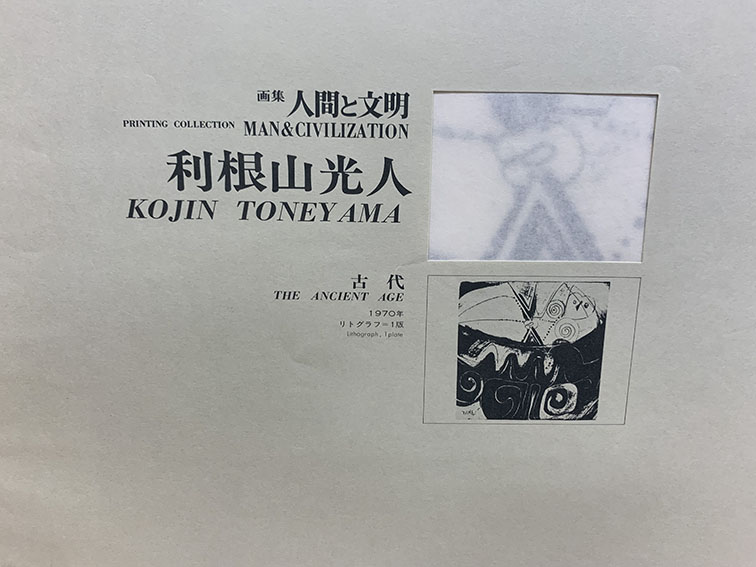 画集 人間と文明
PRINTING COLLECTION MAN&CIVILIZATION
利根山光人
KOJIN TONEYAMA
古代
THE ANCIENT AGE
1970年
リトグラフ=1版
Lithograph, 1 plate